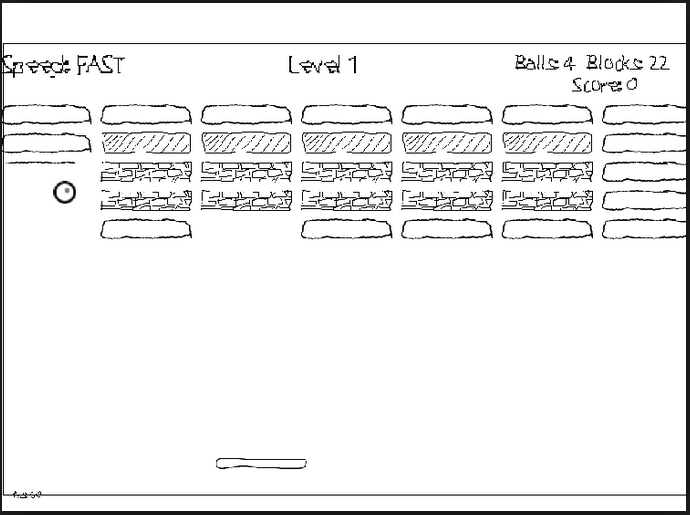 Speed: FAST
Level 1
Balls: 4 Blocks: 22
Score: 0